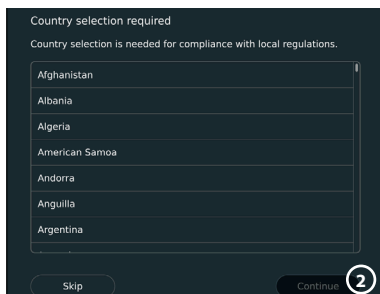 Country selection required
Country selection is needed for compliance with local regulations.
Afghanistan
Albania
Algeria
American Samoa
Andorra
Anguilla
Argentina
Skip
Continue
2